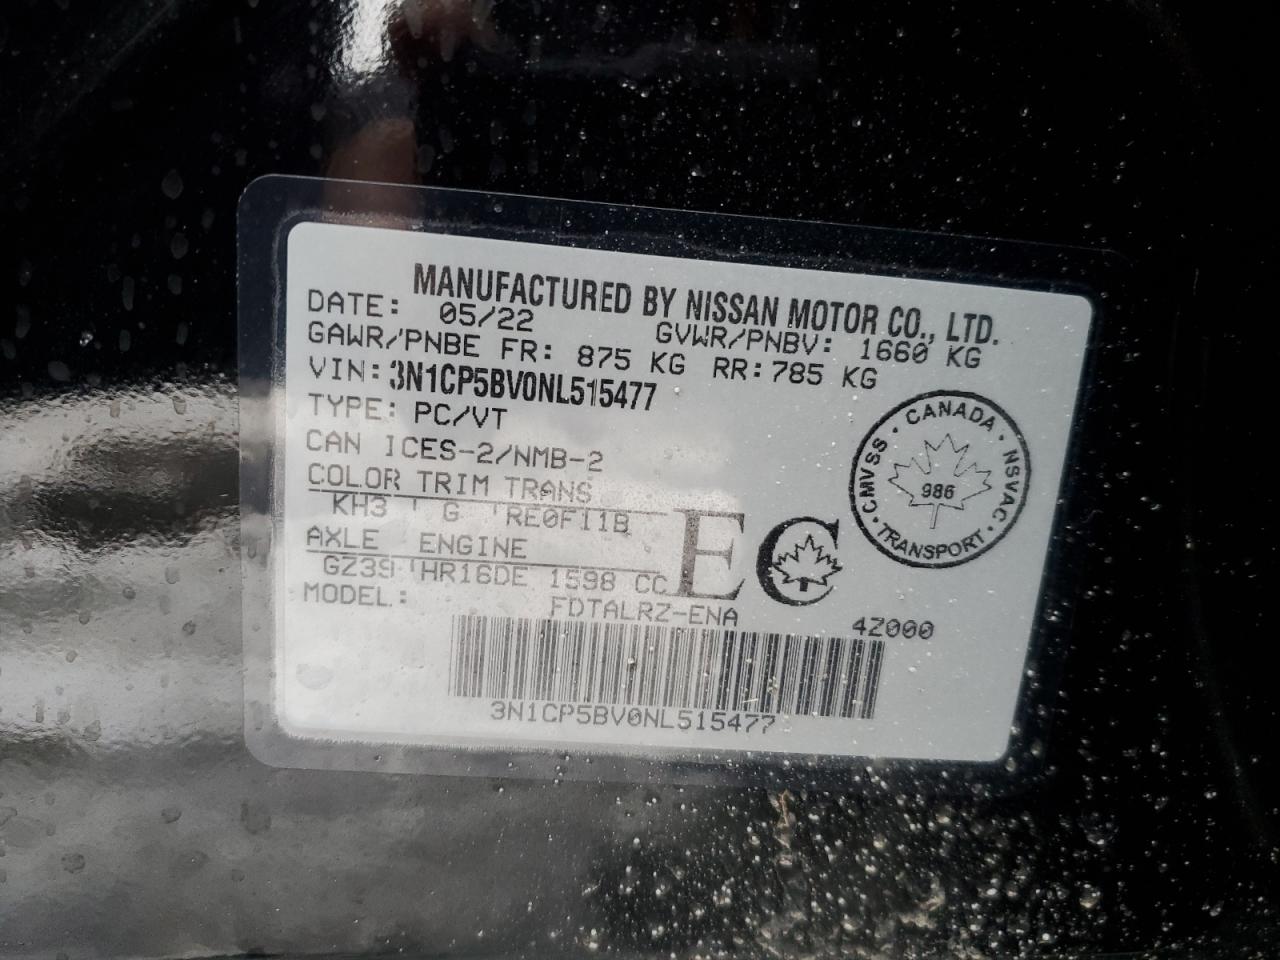 MANUFACTURED BY NISSAN MOTOR CO., LTD.
DATE: 05/22 GVWR/PNBV: 1660 KG
GAWR/PNBE FR: 875 KG RR: 785 KG
VIN: 3N1CP5BV0NL515477
TYPE: PC/VT
CAN ICES-2/NMB-2
COLOR TRIM TRANS
KH3 G RE0F11B
AXLE ENGINE
GZ39 HR16DE 1598 CC
EC
MODEL: FDTALRZ-ENA 4Z000
3N1CP5BV0NL515477
CANADA · NSVAC · TRANSPORT · CMVSS ·
986